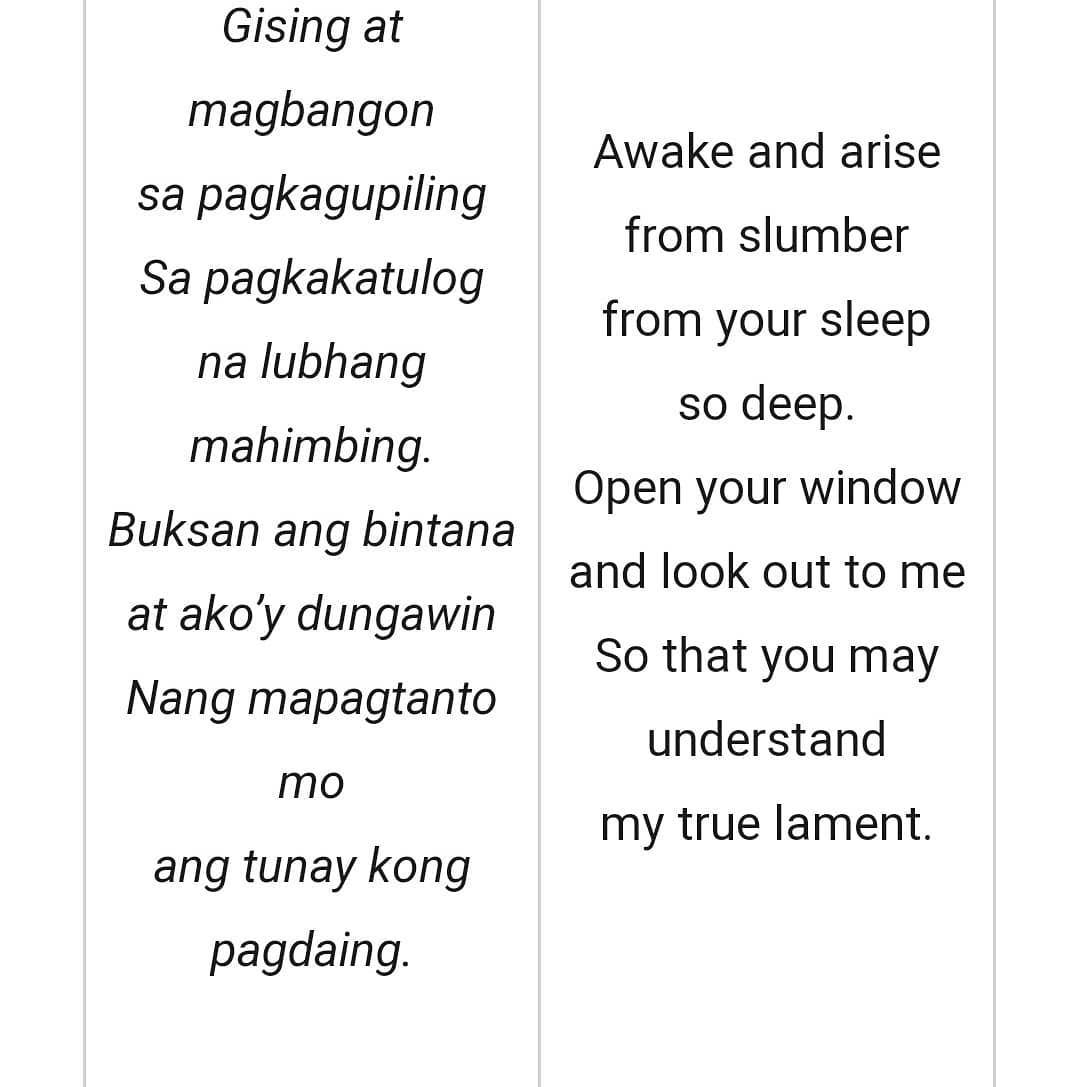 Gising at
magbangon
sa pagkagupiling
Sa pagkakatulog
na lubhang
mahimbing.
Buksan ang bintana
at ako’y dungawin
Nang mapagtanto
mo
ang tunay kong
pagdaing.
Awake and arise
from slumber
from your sleep
so deep.
Open your window
and look out to me
So that you may
understand
my true lament.